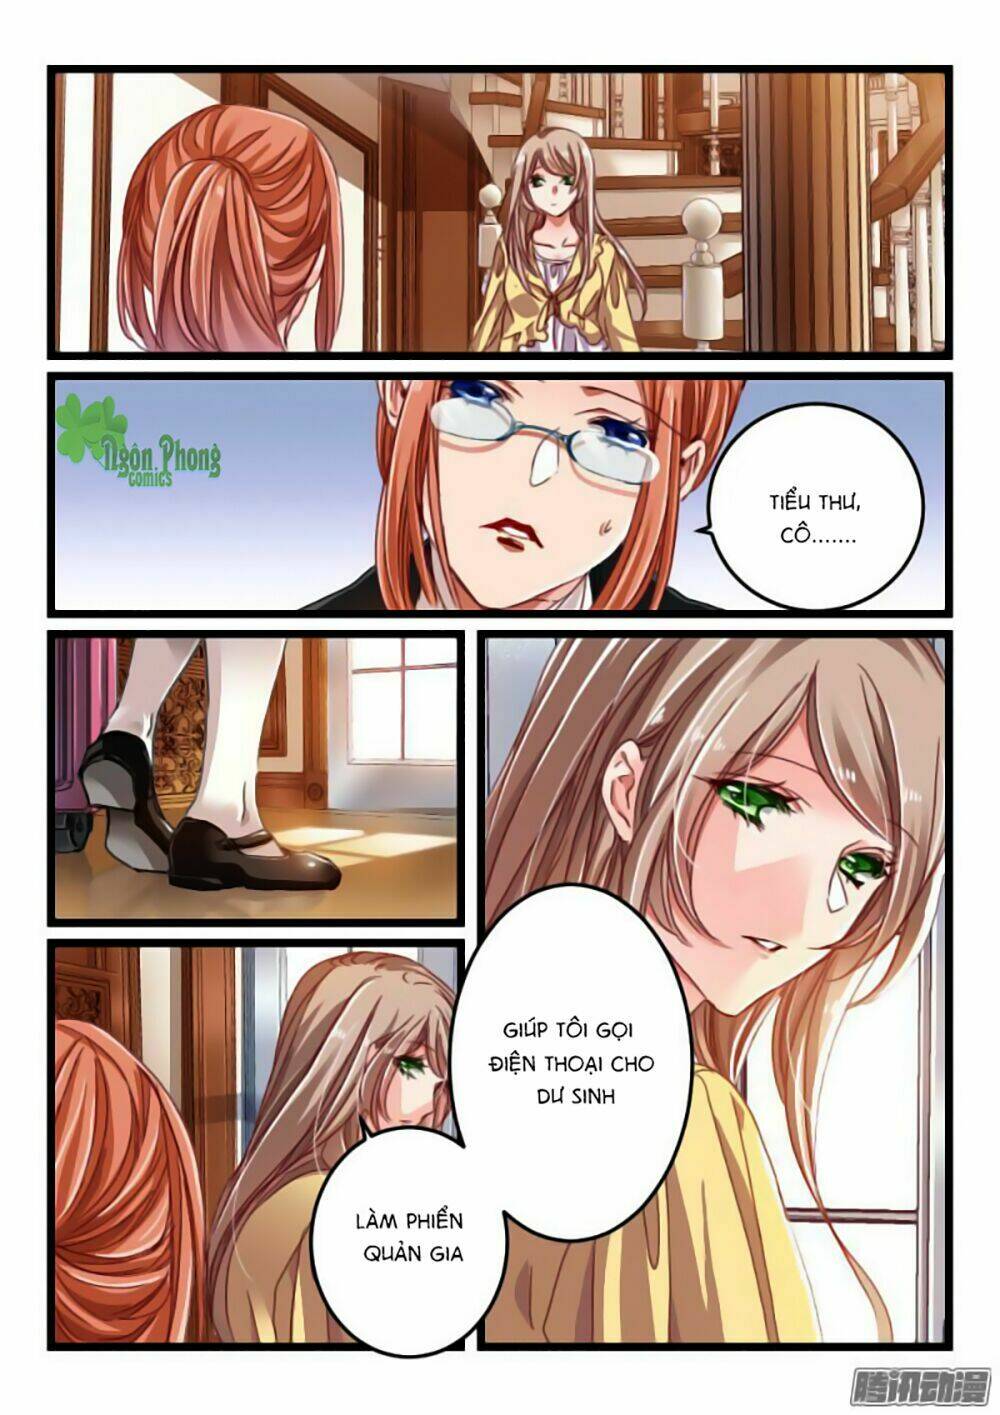 Ngôn Phong
comics
TIỂU THƯ,
CÔ.......
GIÚP TÔI GỌI
ĐIỆN THOẠI CHO
DƯ SINH
LÀM PHIỀN
QUẢN GIA
腾讯动漫